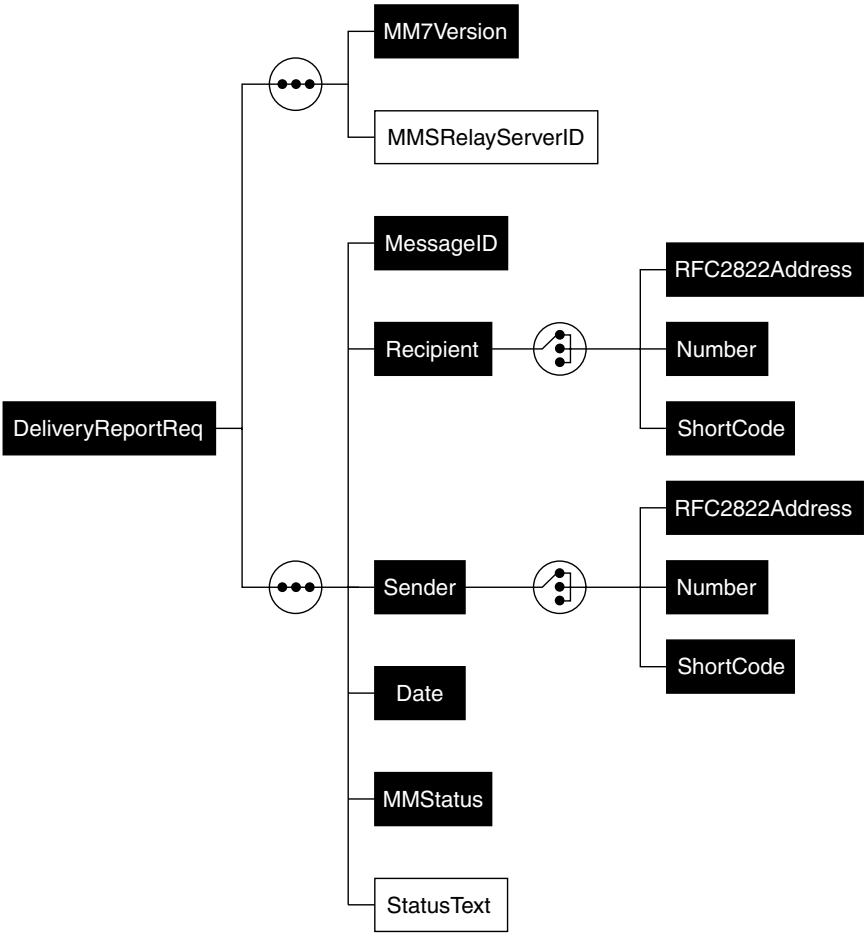 MM7Version
MMSRelayServerID
MessageID
RFC2822Address
Recipient
Number
DeliveryReportReq
ShortCode
RFC2822Address
Sender
Number
ShortCode
Date
MMStatus
StatusText